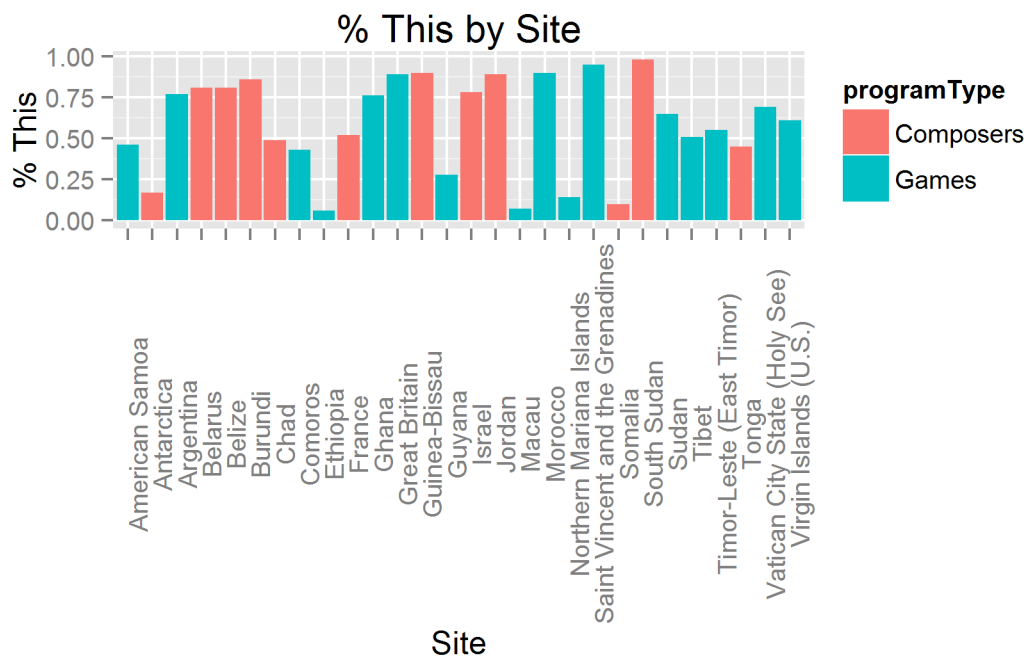 % This by Site
% This
1.00
0.75
0.50
0.25
0.00
American Samoa
Antarctica
Argentina
Belarus
Belize
Burundi
Chad
Comoros
Ethiopia
France
Ghana
Great Britain
Guinea-Bissau
Guyana
Israel
Jordan
Macau
Morocco
Northern Mariana Islands
Saint Vincent and the Grenadines
Somalia
South Sudan
Sudan
Tibet
Timor-Leste (East Timor)
Tonga
Vatican City State (Holy See)
Virgin Islands (U.S.)
Site
programType
Composers
Games